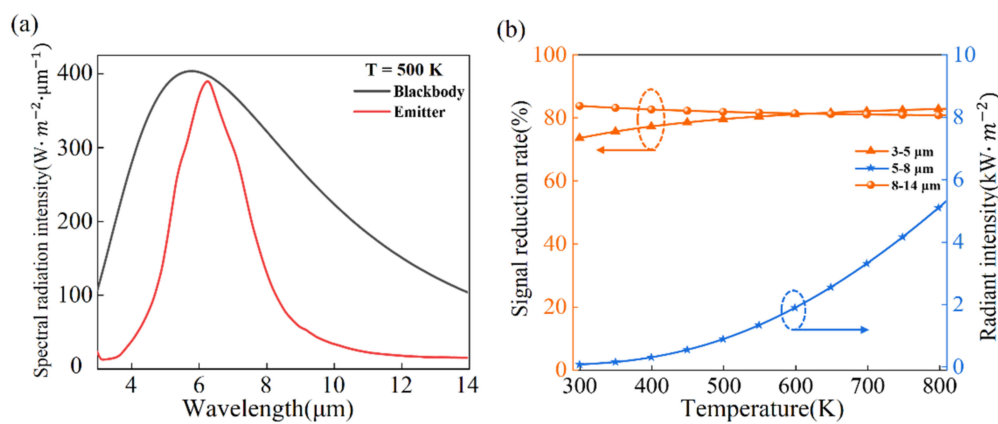 (a)
Spectral radiation intensity(W· m⁻²·μm⁻¹)
400
300
200
100
0
T = 500 K
Blackbody
Emitter
4
6
8
10
12
14
Wavelength(μm)
(b)
Signal reduction rate(%)
100
80
60
40
20
0
3-5 μm
5-8 μm
8-14 μm
10
8
6
4
2
0
Radiant intensity(kW· m⁻²)
300
400
500
600
700
800
Temperature(K)